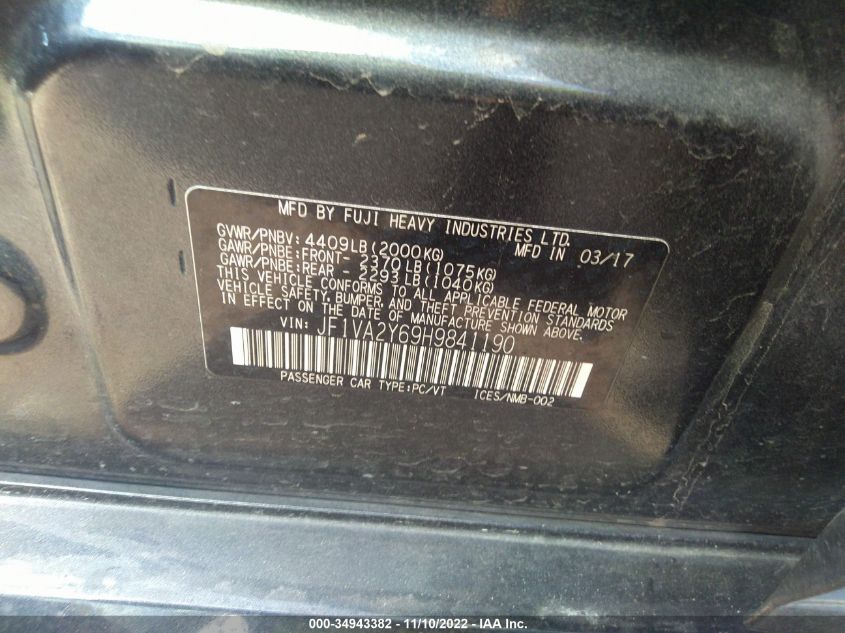 MFD BY FUJI HEAVY INDUSTRIES LTD.
GVWR/PNBV: 4409LB(2000KG) MFD IN 03/17
GAWR/PNBE:FRONT- 2370LB(1075KG)
GAWR/PNBE:REAR - 2293LB(1040KG)
THIS VEHICLE CONFORMS TO ALL APPLICABLE FEDERAL MOTOR
VEHICLE SAFETY, BUMPER, AND THEFT PREVENTION STANDARDS
IN EFFECT ON THE DATE OF MANUFACTURE SHOWN ABOVE.
VIN: JF1VA2Y69H9841190
PASSENGER CAR TYPE:PC/VT ICES/NMB-002
000-34943382 - 11/10/2022 - IAA Inc.